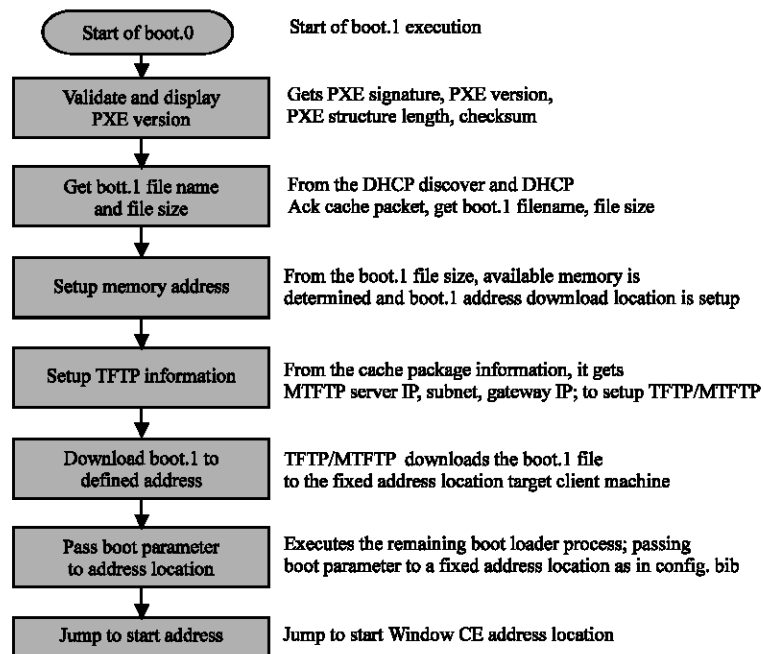 Start of boot.0
Start of boot.1 execution
Validate and display
PXE version
Gets PXE signature, PXE version,
PXE structure length, checksum
Get bott.1 file name
and file size
From the DHCP discover and DHCP
Ack cache packet, get boot.1 filename, file size
Setup memory address
From the boot.1 file size, available memory is
determined and boot.1 address download location is setup
Setup TFTP information
From the cache package information, it gets
MTFTP server IP, subnet, gateway IP; to setup TFTP/MTFTP
Download boot.1 to
defined address
TFTP/MTFTP downloads the boot.1 file
to the fixed address location target client machine
Pass boot parameter
to address location
Executes the remaining boot loader process; passing
boot parameter to a fixed address location as in config. bib
Jump to start address
Jump to start Window CE address location